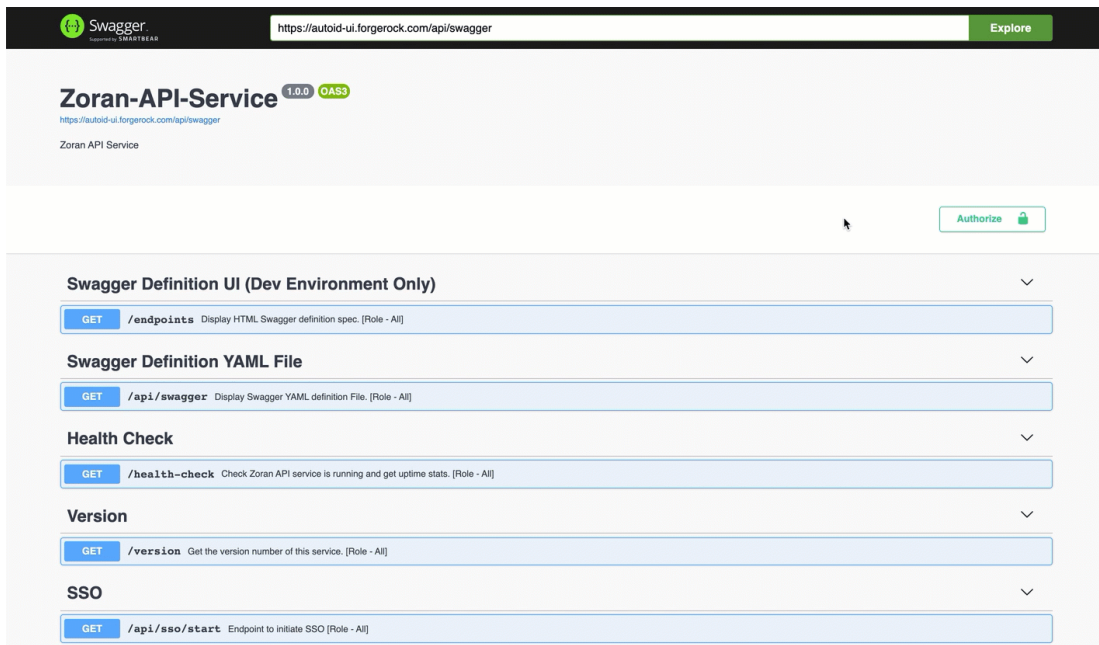 Swagger.
Supported by SMARTBEAR
https://autoid-ui.forgerock.com/api/swagger
Explore
Zoran-API-Service 1.0.0 OAS3
https://autoid-ui.forgerock.com/api/swagger
Zoran API Service
Authorize
Swagger Definition UI (Dev Environment Only)
GET /endpoints Display HTML Swagger definition spec. [Role - All]
Swagger Definition YAML File
GET /api/swagger Display Swagger YAML definition File. [Role - All]
Health Check
GET /health-check Check Zoran API service is running and get uptime stats. [Role - All]
Version
GET /version Get the version number of this service. [Role - All]
SSO
GET /api/sso/start Endpoint to initiate SSO [Role - All]